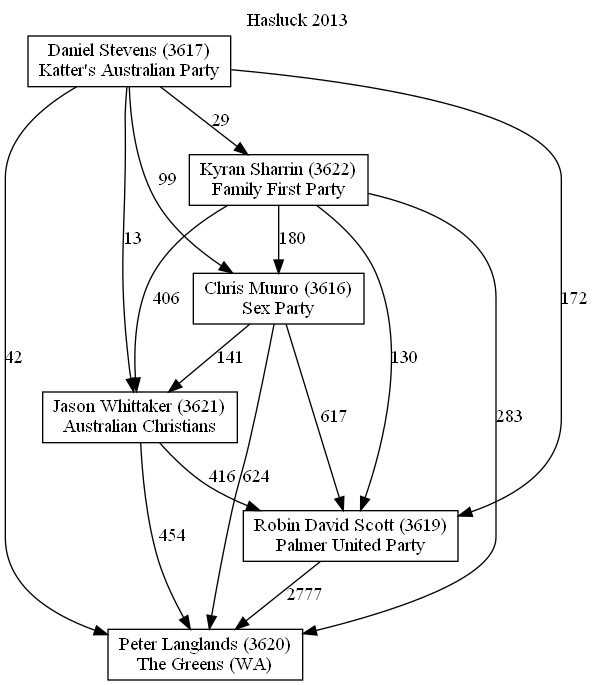 Hasluck 2013
Daniel Stevens (3617)
Katter's Australian Party
29
Kyran Sharrin (3622)
Family First Party
99
13
180
406
Chris Munro (3616)
Sex Party
172
42
141
130
617
283
Jason Whittaker (3621)
Australian Christians
416
624
454
Robin David Scott (3619)
Palmer United Party
2777
Peter Langlands (3620)
The Greens (WA)